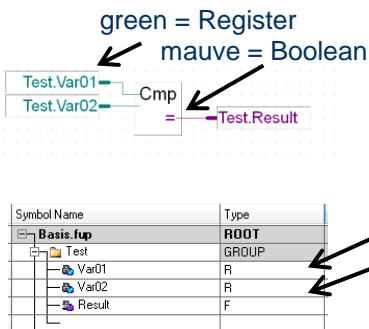 green = Register
mauve = Boolean
Test.Var01
Test.Var02
Cmp
=
Test.Result
Symbol Name Type
Basis.fup ROOT
Test GROUP
Var01 R
Var02 R
Result F